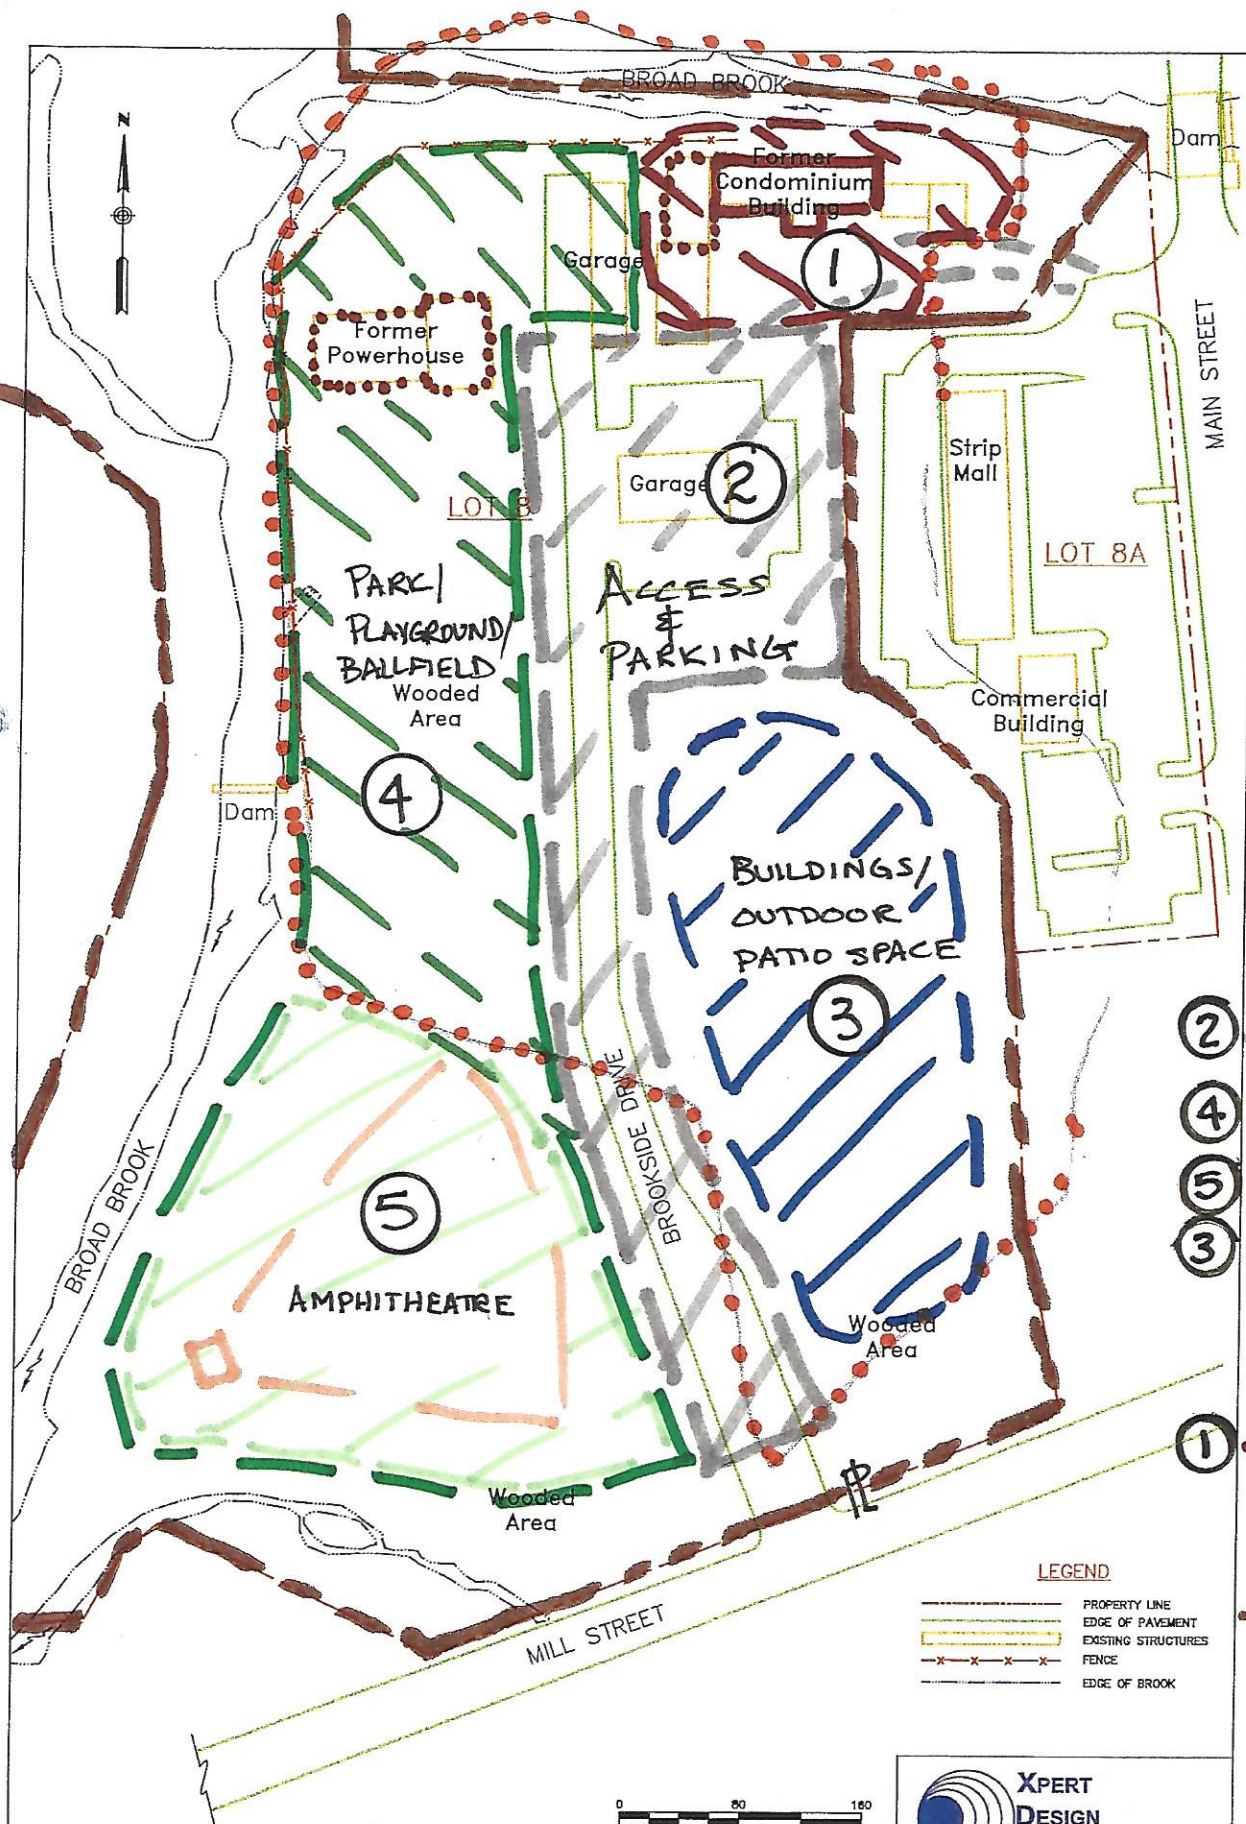 BROAD BROOK
N
Dam
Former
Condominium
Building
1
Garage
Former
Powerhouse
MAIN STREET
Strip
Mall
Garage
2
LOT 8
LOT 8A
PARK/
PLAYGROUND/
BALLFIELD
ACCESS
&
PARKING
Wooded
Area
Commercial
Building
4
Dam
BUILDINGS/
OUTDOOR
PATIO SPACE
3
2
4
5
3
BROOKSIDE DRIVE
BROAD BROOK
5
AMPHITHEATRE
Wooded
Area
1
PL
Wooded
Area
MILL STREET
LEGEND
PROPERTY LINE
EDGE OF PAVEMENT
EXISTING STRUCTURES
FENCE
EDGE OF BROOK
0 80 160
XPERT
DESIGN